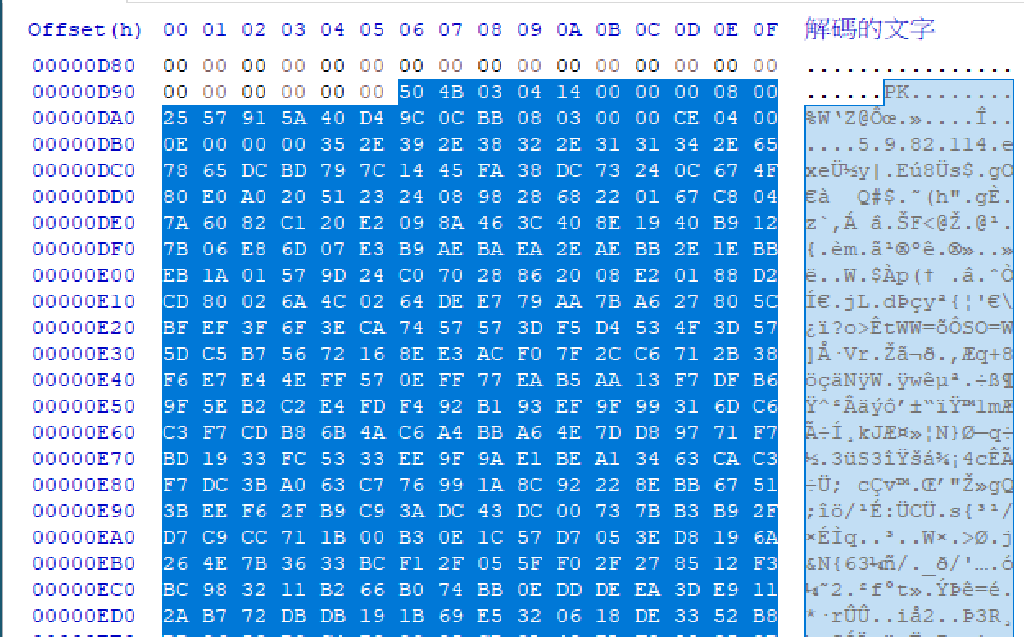 Offset(h) 00 01 02 03 04 05 06 07 08 09 0A 0B 0C 0D 0E 0F 解碼的文字
00000D80 00 00 00 00 00 00 00 00 00 00 00 00 00 00 00 00 ................
00000D90 00 00 00 00 00 00 50 4B 03 04 14 00 00 00 08 00 ......PK........
00000DA0 25 57 91 5A 40 D4 9C 0C BB 08 03 00 00 CE 04 00 %W‘Z@Ôœ.»....Î..
00000DB0 0E 00 00 00 35 2E 39 2E 38 32 2E 31 31 34 2E 65 ....5.9.82.114.e
00000DC0 78 65 DC BD 79 7C 14 45 FA 38 DC 73 24 0C 67 4F xeÜ½y|.Eú8Üs$.gO
00000DD0 80 E0 A0 20 51 23 24 08 98 28 68 22 01 67 C8 04 €à  Q#$.˜(h".gÈ.
00000DE0 7A 60 82 C1 20 E2 09 8A 46 3C 40 8E 19 40 B9 12 z`‚Á â.ŠF<@Ž.@¹.
00000DF0 7B 06 E8 6D 07 E3 B9 AE BA EA 2E AE BB 2E 1E BB {.èm.ã¹®ºê.®»..»
00000E00 EB 1A 01 57 9D 24 C0 70 28 86 20 08 E2 01 88 D2 ë..W.$Àp(† .â.ˆÒ
00000E10 CD 80 02 6A 4C 02 64 DE E7 79 AA 7B A6 27 80 5C Í€.jL.dÞçyª{¦'€\
00000E20 BF EF 3F 6F 3E CA 74 57 57 3D F5 D4 53 4F 3D 57 ¿ï?o>ÊtWW=õÔSO=W
00000E30 5D C5 B7 56 72 16 8E E3 AC F0 7F 2C C6 71 2B 38 ]Å·Vr.Žã¬ð.,Æq+8
00000E40 F6 E7 E4 4E FF 57 0E FF 77 EA B5 AA 13 F7 DF B6 öçäNÿW.ÿwêµª.÷ß¶
00000E50 9F 5E B2 C2 E4 FD F4 92 B1 93 EF 9F 99 31 6D C6 Ÿ^²Âäýô’±“ïŸ™1mÆ
00000E60 C3 F7 CD B8 6B 4A C6 A4 BB A6 4E 7D D8 97 71 F7 Ã÷Í¸kJÆ¤»¦N}Ø—q÷
00000E70 BD 19 33 FC 53 33 EE 9F 9A E1 BE A1 34 63 CA C3 ½.3üS3îŸšá¾¡4cÊÃ
00000E80 F7 DC 3B A0 63 C7 76 99 1A 8C 92 22 8E BB 67 51 ÷Ü; cÇv™.Œ’"Ž»gQ
00000E90 3B EE F6 2F B9 C9 3A DC 43 DC 00 73 7B B3 B9 2F ;îö/¹É:ÜCÜ.s{³¹/
00000EA0 D7 C9 CC 71 1B 00 B3 0E 1C 57 D7 05 3E D8 19 6A ×ÉÌq..³..W×.>Ø.j
00000EB0 26 4E 7B 36 33 BC F1 2F 05 5F F0 2F 27 85 12 F3 &N{63¼ñ/._ð/'….ó
00000EC0 BC 98 32 11 B2 66 B0 74 BB 0E DD DE EA 3D E9 11 ¼˜2.²f°t».ÝÞê=é.
00000ED0 2A B7 72 DB DB 19 1B 69 E5 32 06 18 DE 33 52 B8 *·rÛÛ..iå2..Þ3R¸